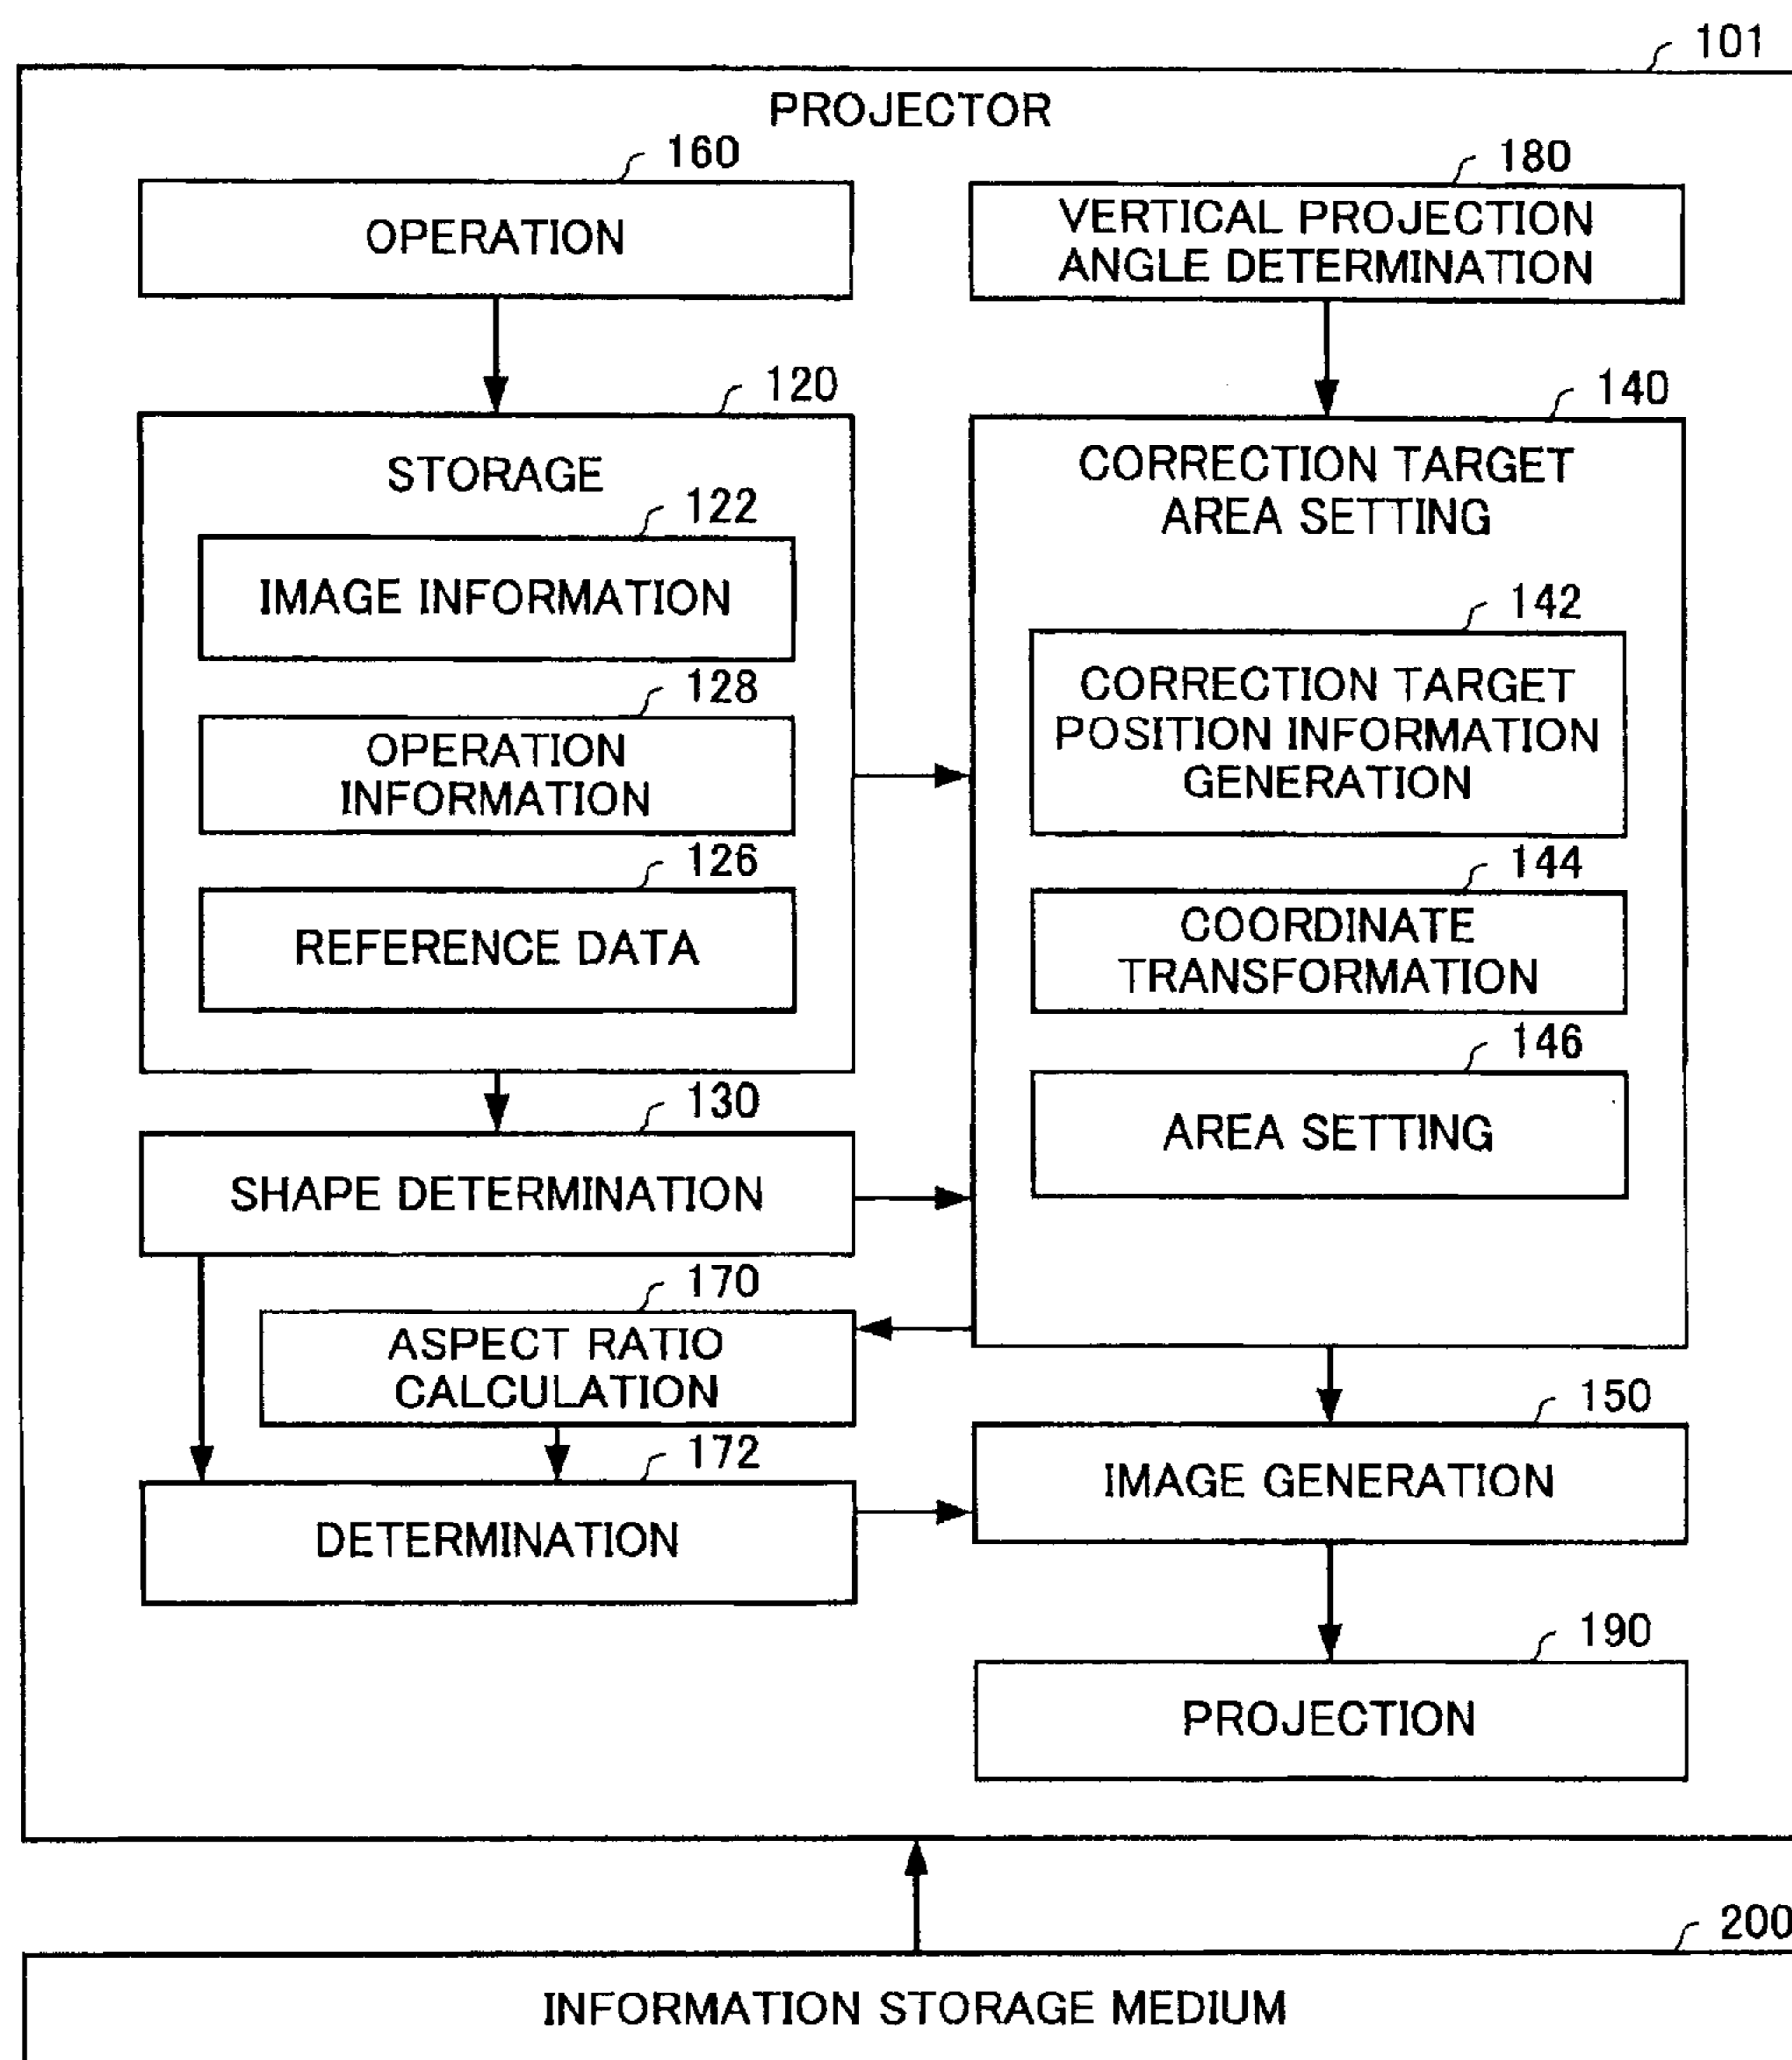 101
PROJECTOR
160
OPERATION
180
VERTICAL PROJECTION
ANGLE DETERMINATION
120
STORAGE
122
IMAGE INFORMATION
128
OPERATION
INFORMATION
126
REFERENCE DATA
140
CORRECTION TARGET
AREA SETTING
142
CORRECTION TARGET
POSITION INFORMATION
GENERATION
144
COORDINATE
TRANSFORMATION
146
AREA SETTING
130
SHAPE DETERMINATION
170
ASPECT RATIO
CALCULATION
172
DETERMINATION
150
IMAGE GENERATION
190
PROJECTION
200
INFORMATION STORAGE MEDIUM